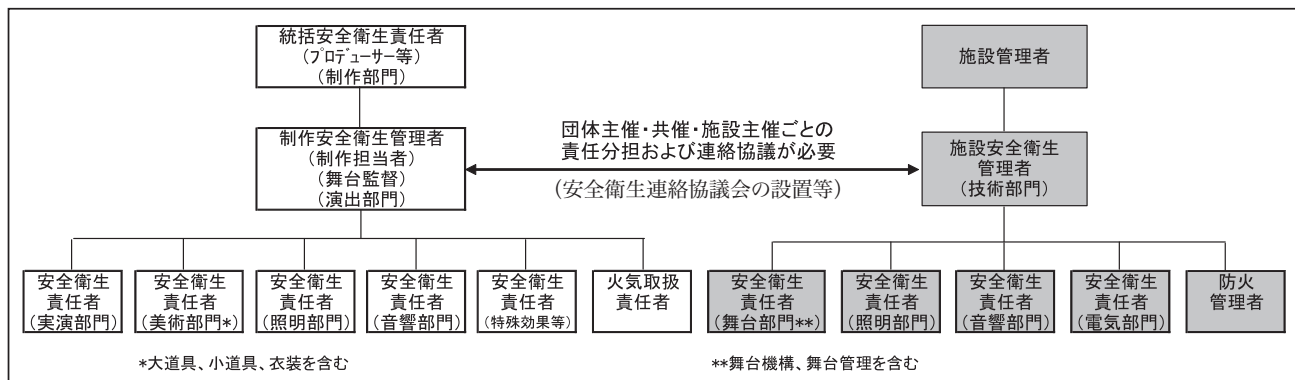 統括安全衛生責任者
(プロデューサー等)
(制作部門)
施設管理者
制作安全衛生管理者
(制作担当者)
(舞台監督)
(演出部門)
団体主催・共催・施設主催ごとの
責任分担および連絡協議が必要
(安全衛生連絡協議会の設置等)
施設安全衛生
管理者
(技術部門)
安全衛生
責任者
(実演部門)
安全衛生
責任者
(美術部門*)
安全衛生
責任者
(照明部門)
安全衛生
責任者
(音響部門)
安全衛生
責任者
(特殊効果等)
火気取扱
責任者
安全衛生
責任者
(舞台部門**)
安全衛生
責任者
(照明部門)
安全衛生
責任者
(音響部門)
安全衛生
責任者
(電気部門)
防火
管理者
*大道具、小道具、衣装を含む
**舞台機構、舞台管理を含む